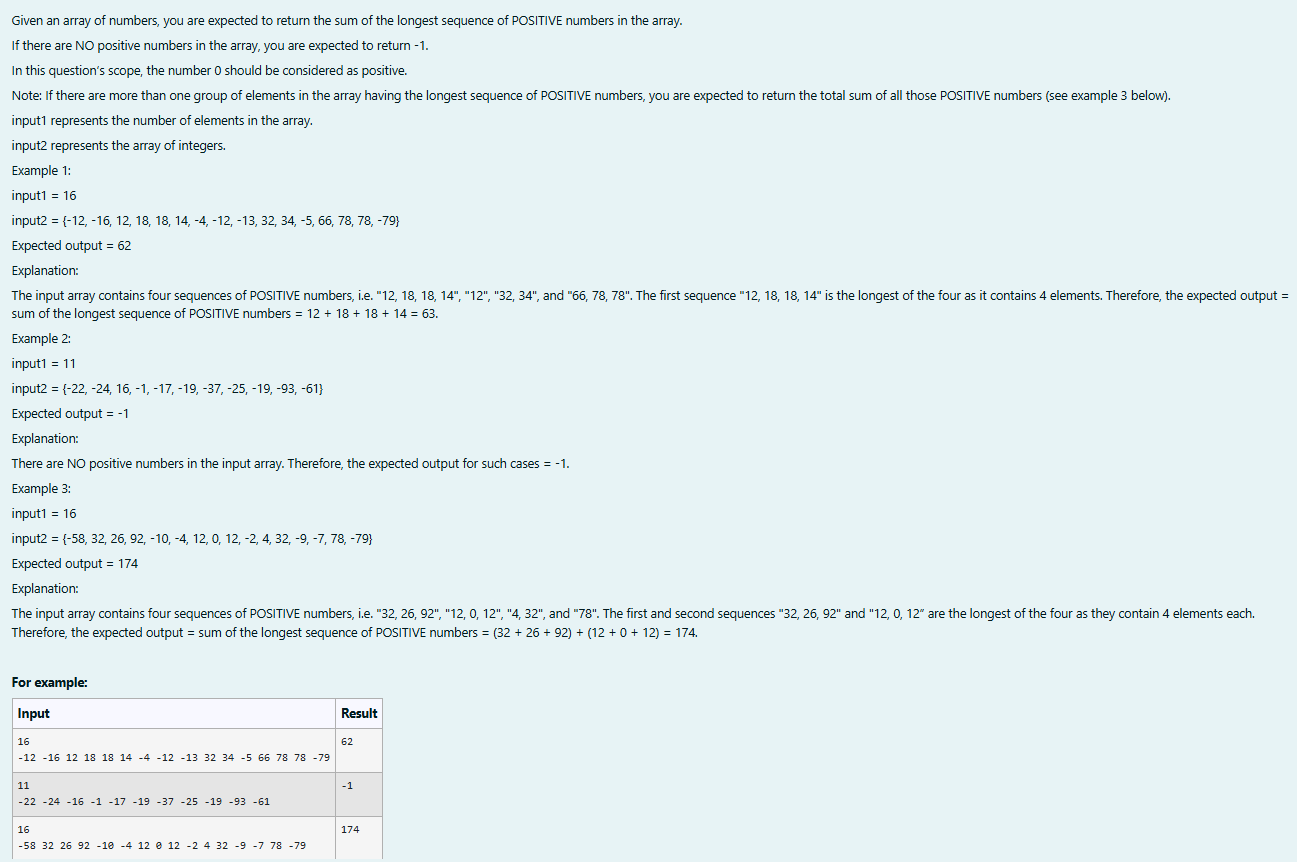 Given an array of numbers, you are expected to return the sum of the longest sequence of POSITIVE numbers in the array.
If there are NO positive numbers in the array, you are expected to return -1.
In this question's scope, the number 0 should be considered as positive.
Note: If there are more than one group of elements in the array having the longest sequence of POSITIVE numbers, you are expected to return the total sum of all those POSITIVE numbers (see example 3 below).
input1 represents the number of elements in the array.
input2 represents the array of integers.
Example 1:
input1 = 16
input2 = {-12, -16, 12, 18, 18, 14, -4, -12, -13, 32, 34, -5, 66, 78, 78, -79}
Expected output = 62
Explanation:
The input array contains four sequences of POSITIVE numbers, i.e. "12, 18, 18, 14", "12", "32, 34", and "66, 78, 78". The first sequence "12, 18, 18, 14" is the longest of the four as it contains 4 elements. Therefore, the expected output =
sum of the longest sequence of POSITIVE numbers = 12 + 18 + 18 + 14 = 63.
Example 2:
input1 = 11
input2 = {-22, -24, 16, -1, -17, -19, -37, -25, -19, -93, -61}
Expected output = -1
Explanation:
There are NO positive numbers in the input array. Therefore, the expected output for such cases = -1.
Example 3:
input1 = 16
input2 = {-58, 32, 26, 92, -10, -4, 12, 0, 12, -2, 4, 32, -9, -7, 78, -79}
Expected output = 174
Explanation:
The input array contains four sequences of POSITIVE numbers, i.e. "32, 26, 92", "12, 0, 12", "4, 32", and "78". The first and second sequences "32, 26, 92" and "12, 0, 12" are the longest of the four as they contain 4 elements each.
Therefore, the expected output = sum of the longest sequence of POSITIVE numbers = (32 + 26 + 92) + (12 + 0 + 12) = 174.
For example:
Input Result
16 62
-12 -16 12 18 18 14 -4 -12 -13 32 34 -5 66 78 78 -79
11 -1
-22 -24 -16 -1 -17 -19 -37 -25 -19 -93 -61
16 174
-58 32 26 92 -10 -4 12 0 12 -2 4 32 -9 -7 78 -79